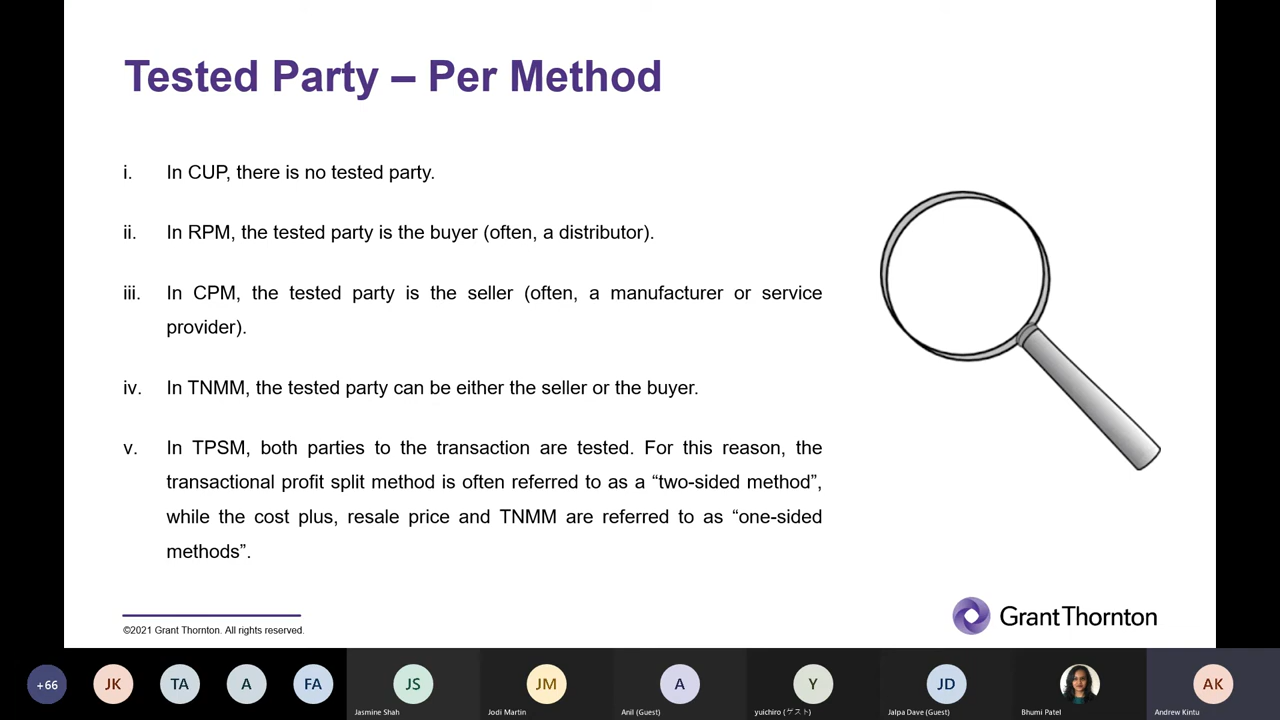 Tested Party – Per Method
i. In CUP, there is no tested party.
ii. In RPM, the tested party is the buyer (often, a distributor).
iii. In CPM, the tested party is the seller (often, a manufacturer or service
provider).
iv. In TNMM, the tested party can be either the seller or the buyer.
v. In TPSM, both parties to the transaction are tested. For this reason, the
transactional profit split method is often referred to as a “two-sided method”,
while the cost plus, resale price and TNMM are referred to as “one-sided
methods”.
©2021 Grant Thornton. All rights reserved.
GrantThornton
+66 JK TA A FA JS JM A Y JD AK
Jasmine Shah Jodi Martin Anil (Guest) yuichiro (ゲスト) Jalpa Dave (Guest) Bhumi Patel Andrew Kintu